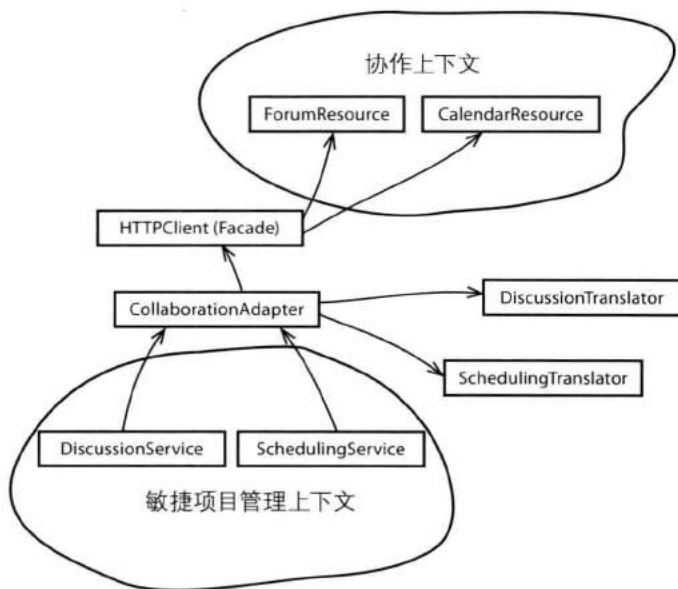 协作上下文
ForumResource
CalendarResource
HTTPClient (Facade)
CollaborationAdapter
DiscussionTranslator
SchedulingTranslator
DiscussionService
SchedulingService
敏捷项目管理上下文